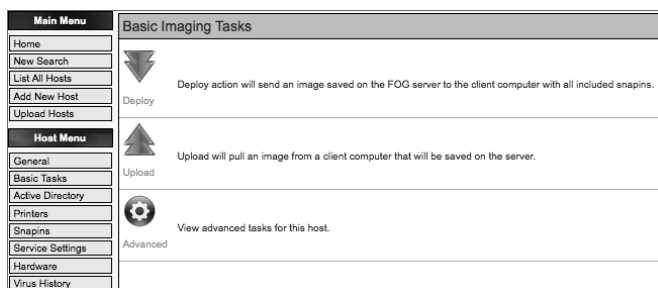 Main Menu
Home
New Search
List All Hosts
Add New Host
Upload Hosts
Host Menu
General
Basic Tasks
Active Directory
Printers
Snapins
Service Settings
Hardware
Virus History
Basic Imaging Tasks
Deploy
Deploy action will send an image saved on the FOG server to the client computer with all included snapins.
Upload
Upload will pull an image from a client computer that will be saved on the server.
Advanced
View advanced tasks for this host.